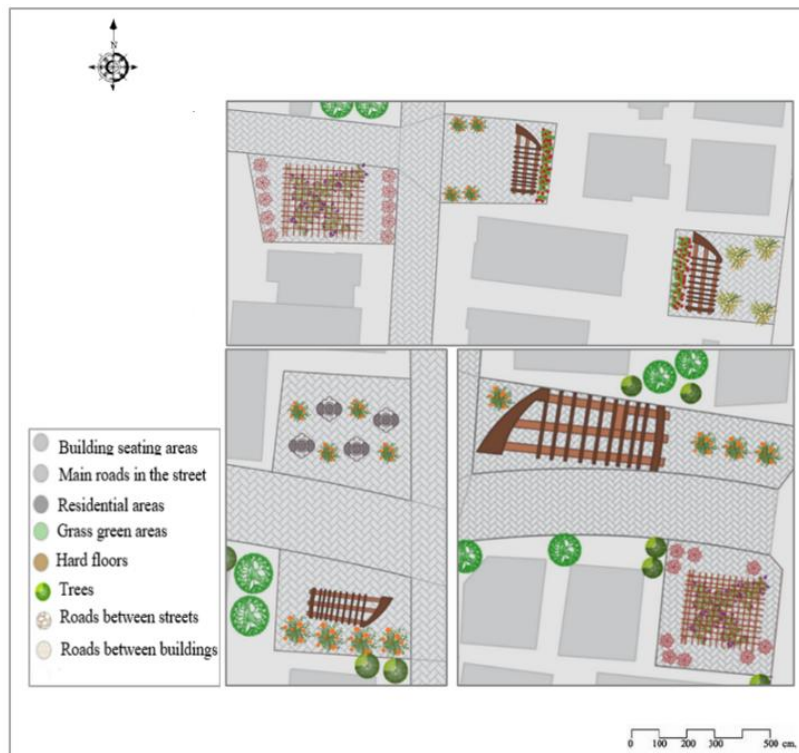 N
Building seating areas
Main roads in the street
Residential areas
Grass green areas
Hard floors
Trees
Roads between streets
Roads between buildings
0 100 200 300 500 cm.